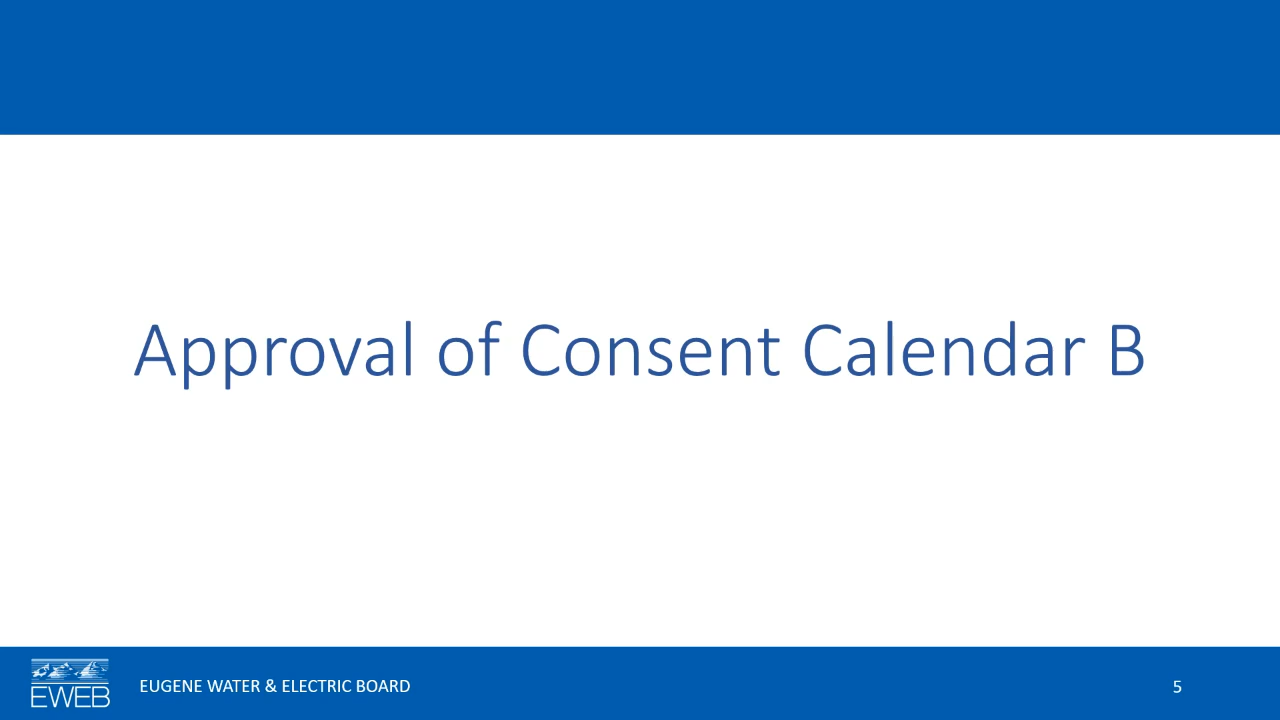 Approval of Consent Calendar B
EWEB
EUGENE WATER & ELECTRIC BOARD
5